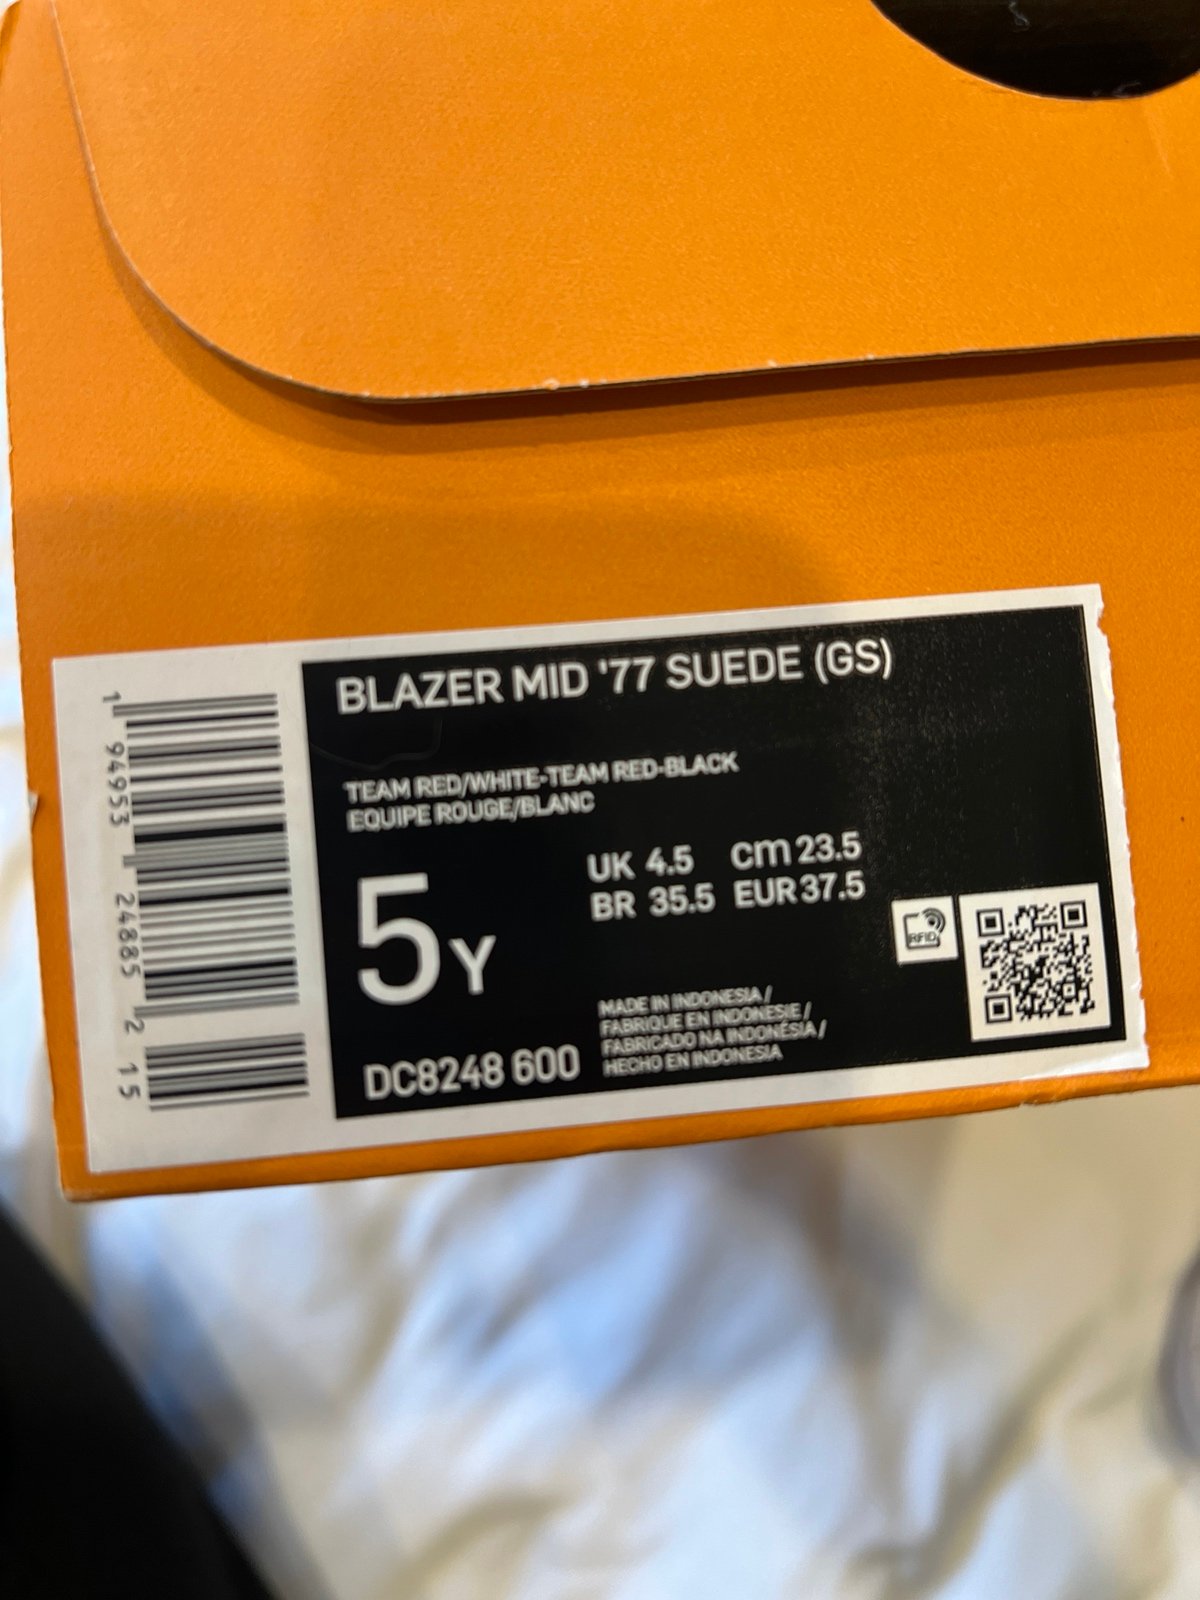 BLAZER MID '77 SUEDE (GS)
TEAM RED/WHITE-TEAM RED-BLACK
EQUIPE ROUGE/BLANC
5Y
UK 4.5 cm 23.5
BR 35.5 EUR 37.5
RFID
DC8248 600
MADE IN INDONESIA /
FABRIQUE EN INDONESIE /
FABRICADO NA INDONÉSIA /
HECHO EN INDONESIA
1 94953 24885 2 15